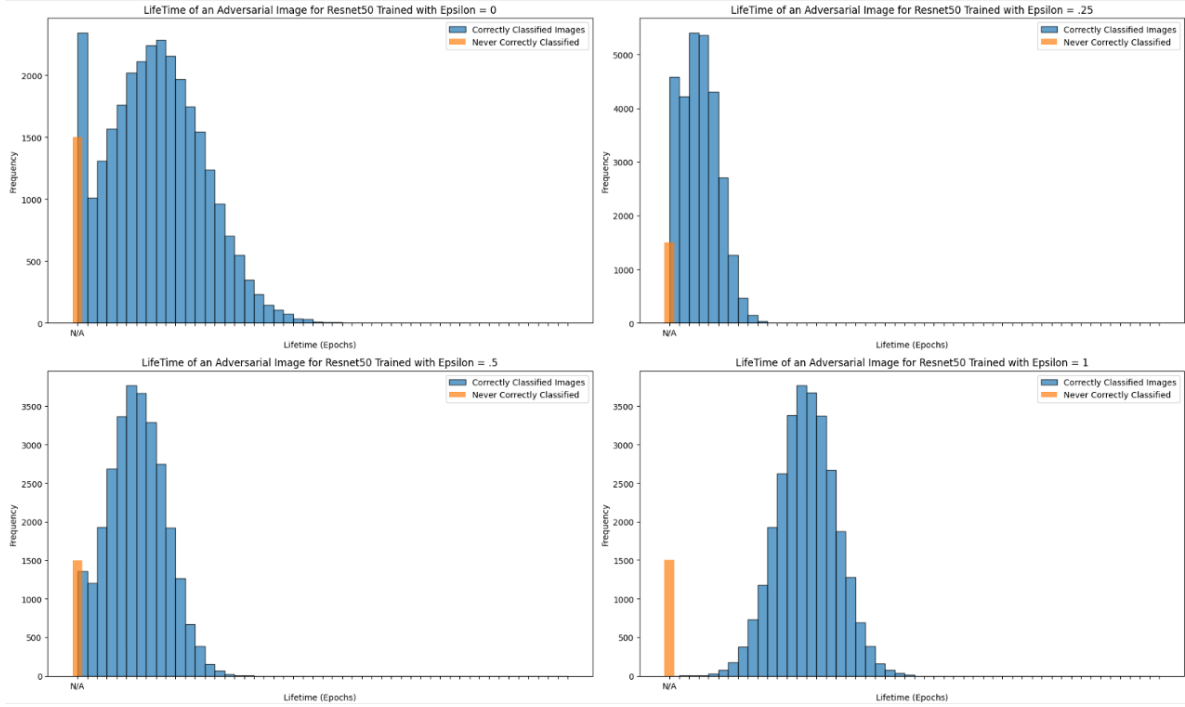 LifeTime of an Adversarial Image for Resnet50 Trained with Epsilon = 0
Correctly Classified Images
Never Correctly Classified
Frequency
2000
1500
1000
500
0
N/A
Lifetime (Epochs)
LifeTime of an Adversarial Image for Resnet50 Trained with Epsilon = .25
Correctly Classified Images
Never Correctly Classified
Frequency
5000
4000
3000
2000
1000
0
N/A
Lifetime (Epochs)
LifeTime of an Adversarial Image for Resnet50 Trained with Epsilon = .5
Correctly Classified Images
Never Correctly Classified
Frequency
3500
3000
2500
2000
1500
1000
500
0
N/A
Lifetime (Epochs)
LifeTime of an Adversarial Image for Resnet50 Trained with Epsilon = 1
Correctly Classified Images
Never Correctly Classified
Frequency
3500
3000
2500
2000
1500
1000
500
0
N/A
Lifetime (Epochs)